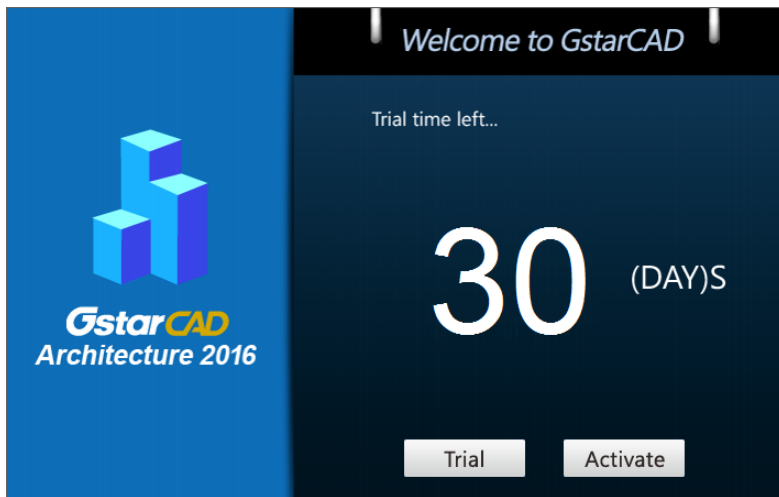 Welcome to GstarCAD
Trial time left...
30 (DAY)S
GstarCAD
Architecture 2016
Trial
Activate